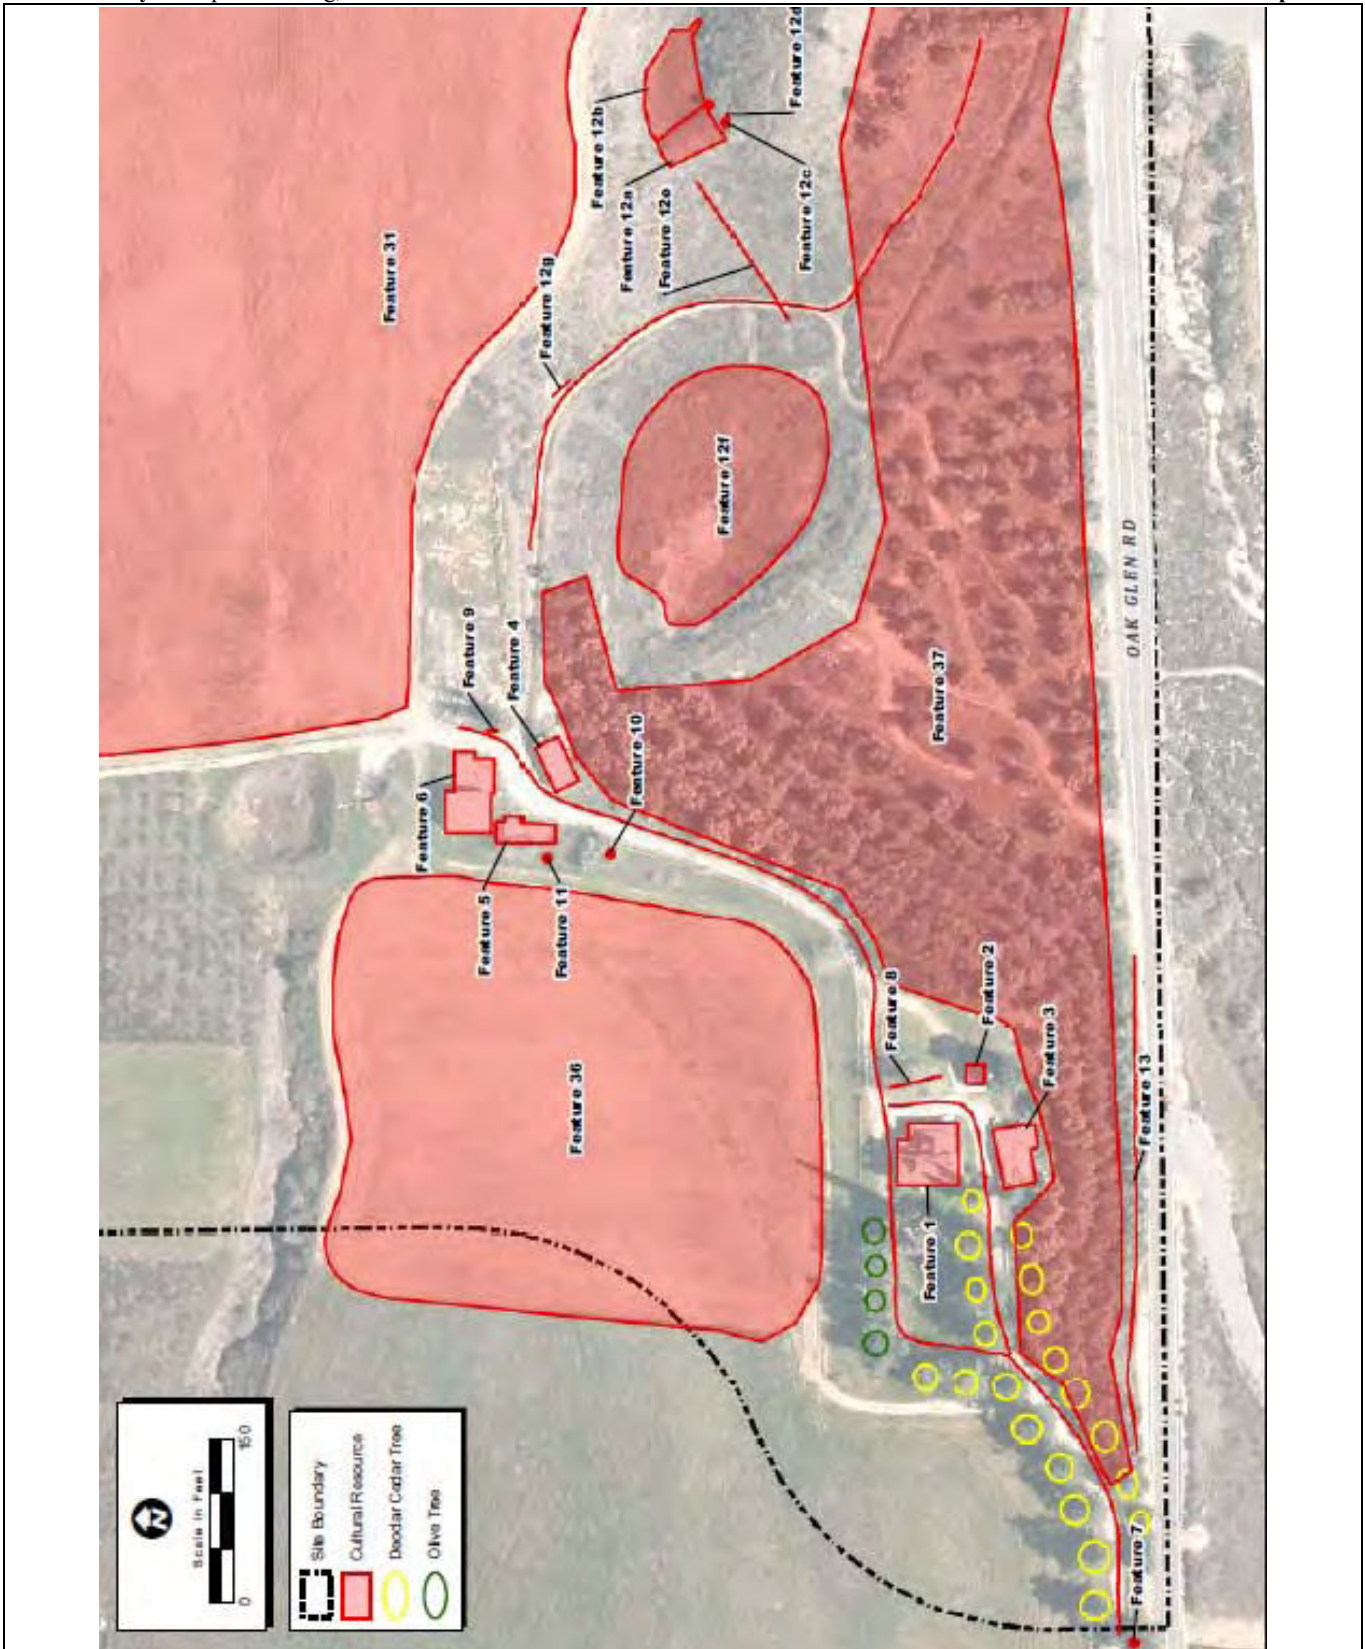 Feature 12d
Feature 12b
Feature 12a
Feature 12e
Feature 12c
Feature 31
Feature 12g
Feature 12f
Feature 9
Feature 4
OAK GLEN RD
Feature 37
Feature 10
Feature 6
Feature 5
Feature 11
Feature 8
Feature 2
Feature 3
Feature 36
Feature 13
Feature 1
Feature 7
N
Scale in Feet
0
150
Site Boundary
Cultural Resource
Deodar Cedar Tree
Olive Tree